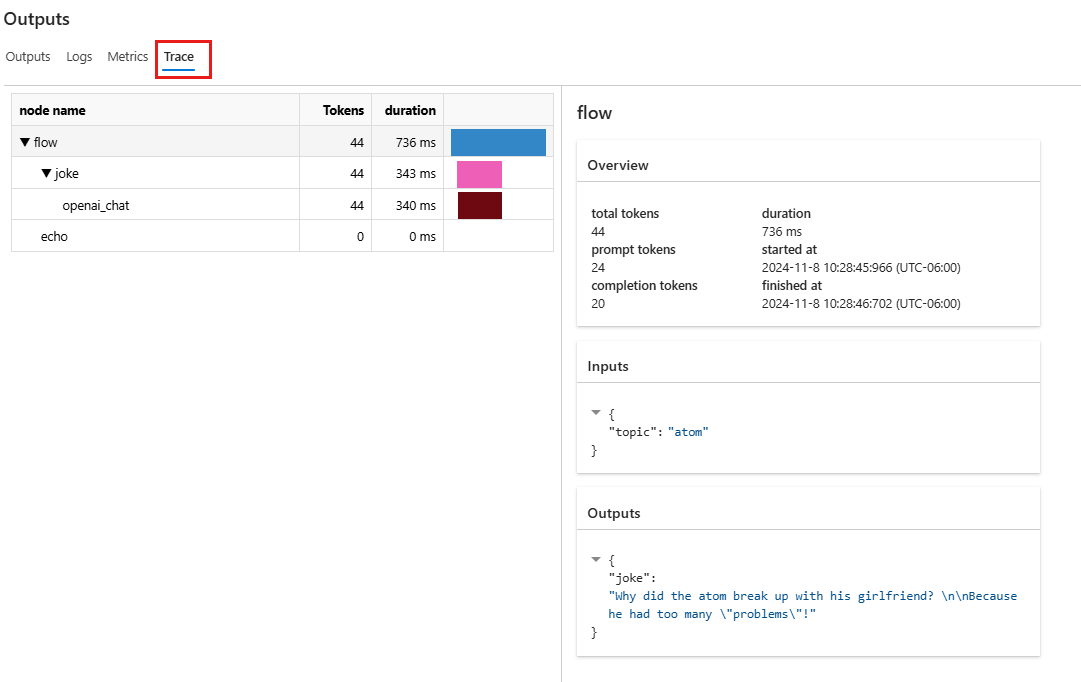 Outputs
Outputs Logs Metrics Trace
node name Tokens duration
▼ flow 44 736 ms
▼ joke 44 343 ms
openai_chat 44 340 ms
echo 0 0 ms
flow
Overview
total tokens duration
44 736 ms
prompt tokens started at
24 2024-11-8 10:28:45:966 (UTC-06:00)
completion tokens finished at
20 2024-11-8 10:28:46:702 (UTC-06:00)
Inputs
{
"topic": "atom"
}
Outputs
{
"joke":
"Why did the atom break up with his girlfriend? \n\nBecause
he had too many \"problems\"!"
}